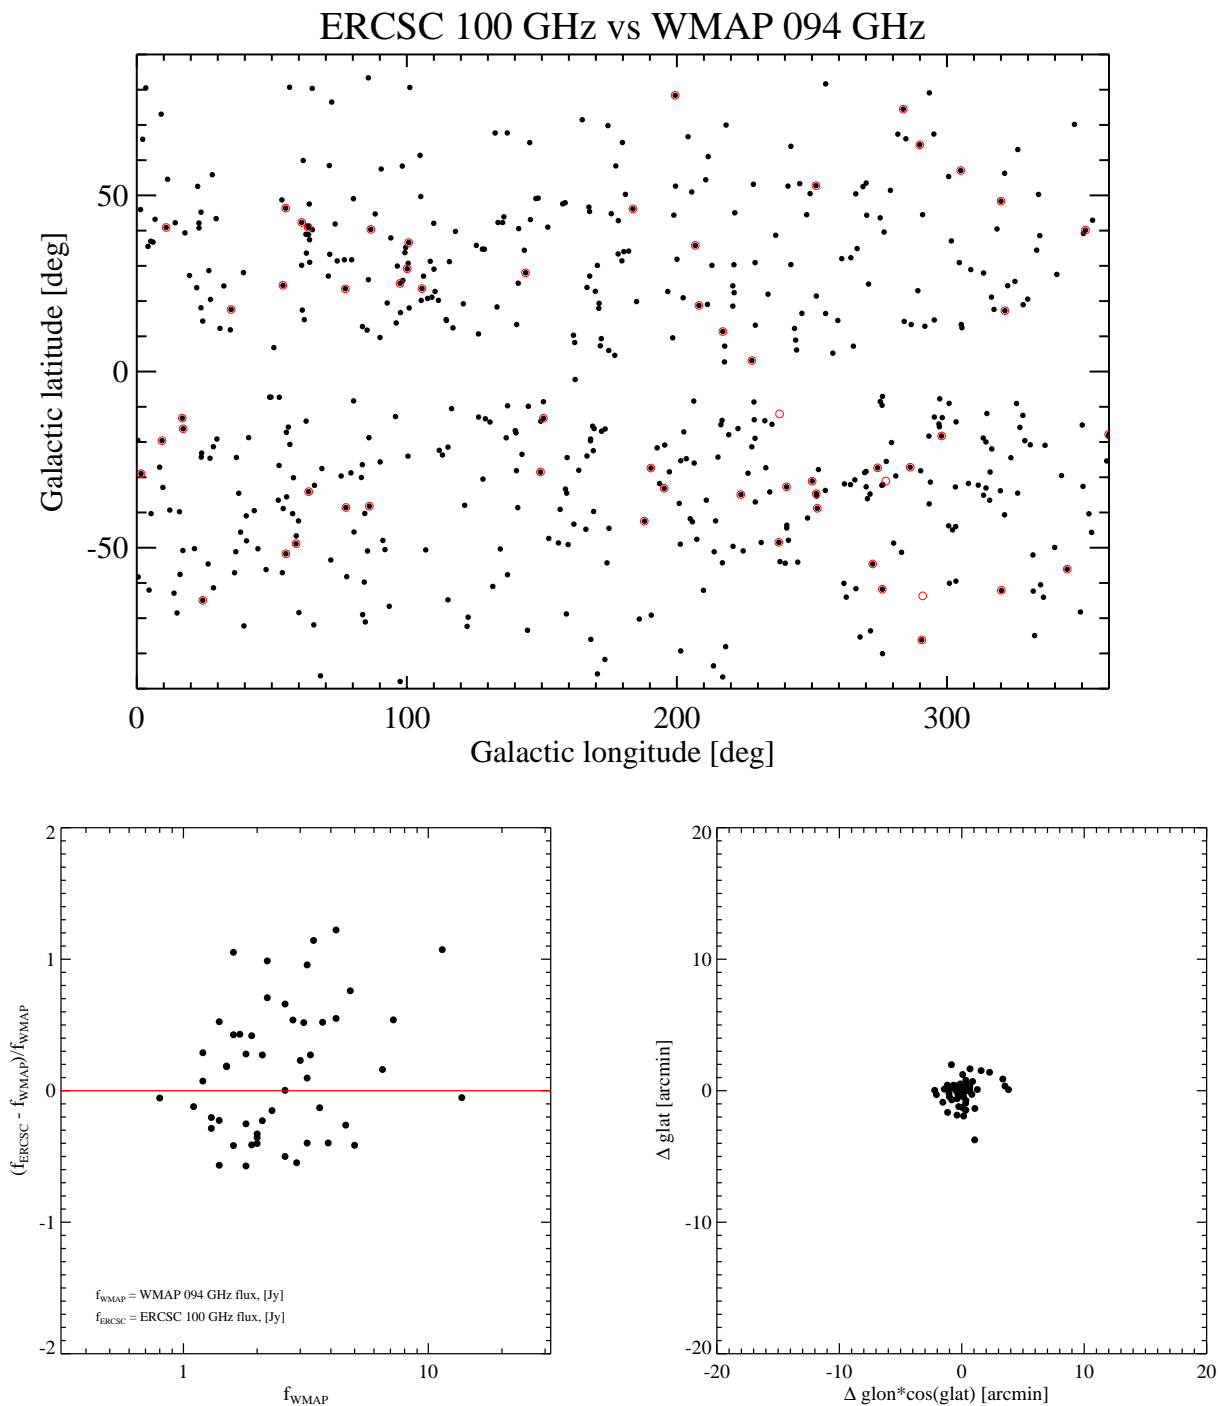 ERCSC 100 GHz vs WMAP 094 GHz
50
0
-50
Galactic latitude [deg]
0 100 200 300
Galactic longitude [deg]
2
1
0
-1
-2
(f_ERCSC - f_WMAP)/f_WMAP
f_WMAP = WMAP 094 GHz flux, [Jy]
f_ERCSC = ERCSC 100 GHz flux, [Jy]
1 10
f_WMAP
20
10
0
-10
-20
Δ glat [arcmin]
-20 -10 0 10 20
Δ glon*cos(glat) [arcmin]